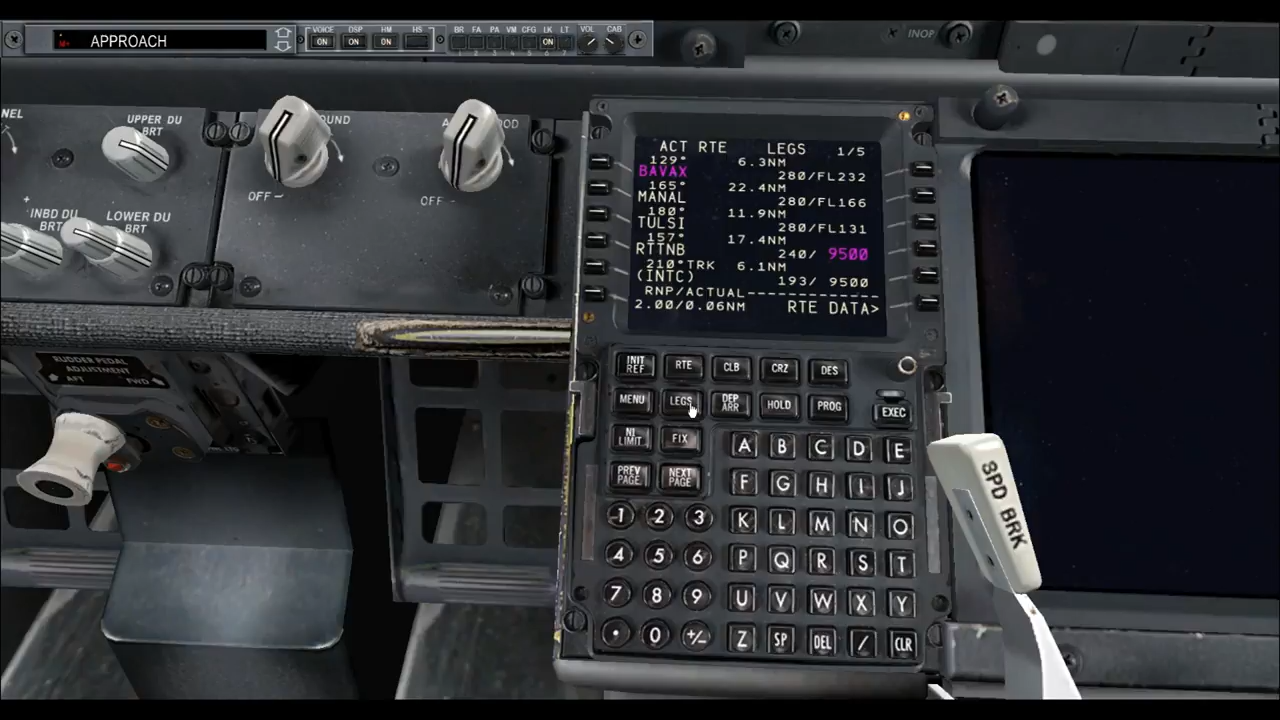 APPROACH
VOICE DSP HM HS
ON ON ON
BR FA PA VM CFG LK LT VOL CAB
ON
INOP
NEL
UPPER DU
BRT
OFF
OFF
INBD DU
BRT
LOWER DU
BRT
RUDDER PEDAL
ADJUSTMENT
AFT FWD
ACT RTE LEGS 1/5
129° 6.3NM
BAVAX 280/FL232
165° 22.4NM
MANAL 280/FL166
180° 11.9NM
TULSI 280/FL131
157° 17.4NM
RTTNB 240/ 9500
210°TRK 6.1NM
(INTC) 193/ 9500
RNP/ACTUAL--------------
2.00/0.06NM RTE DATA>
INIT
REF
RTE CLB CRZ DES
MENU LEGS DEP
ARR
HOLD PROG EXEC
N1
LIMIT
FIX
PREV
PAGE
NEXT
PAGE
A B C D E
F G H I J
1 2 3 K L M N O
4 5 6 P Q R S T
7 8 9 U V W X Y
. 0 +/- Z SP DEL / CLR
SPD BRK